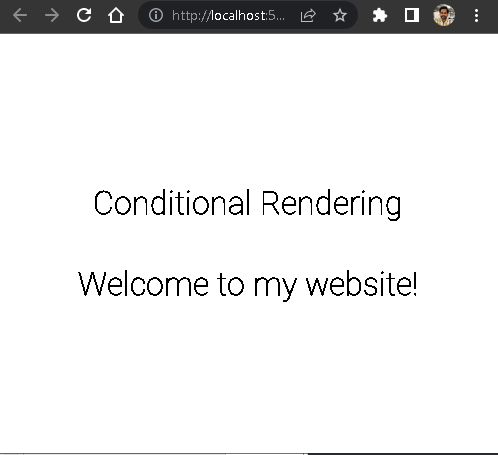 http://localhost:5...
Conditional Rendering
Welcome to my website!